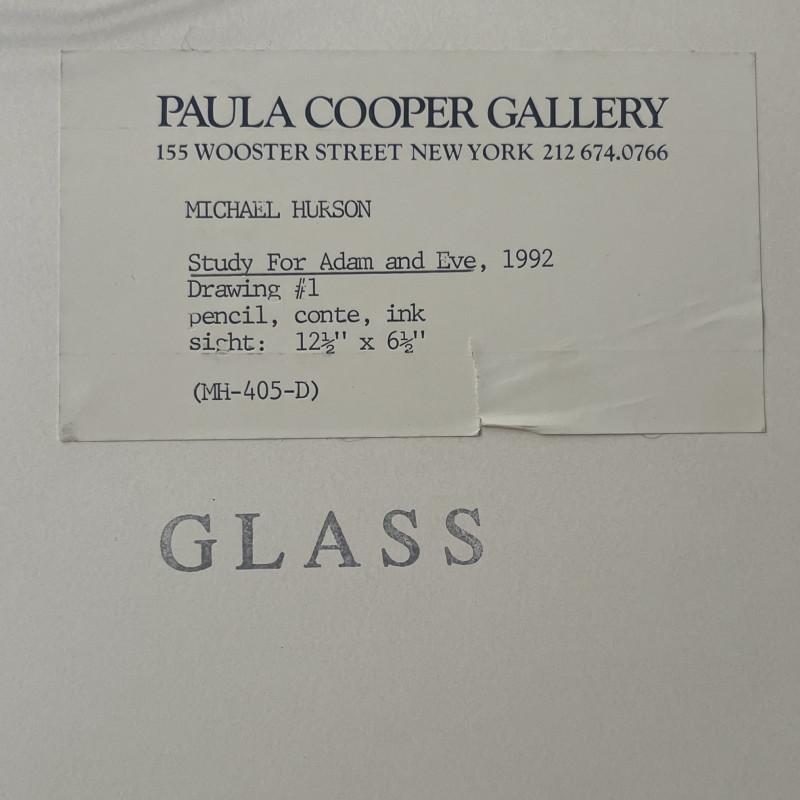 PAULA COOPER GALLERY
155 WOOSTER STREET NEW YORK 212 674.0766
MICHAEL HURSON
Study For Adam and Eve, 1992
Drawing #1
pencil, conte, ink
sight: 12½" x 6½"
(MH-405-D)
GLASS